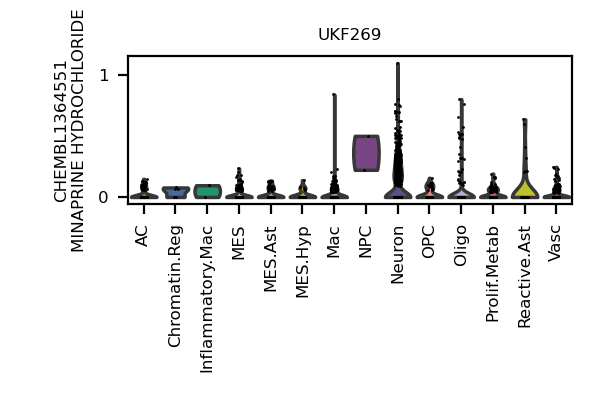 UKF269
CHEMBL1364551
MINAPRINE HYDROCHLORIDE
1
0
AC
Chromatin.Reg
Inflammatory.Mac
MES
MES.Ast
MES.Hyp
Mac
NPC
Neuron
OPC
Oligo
Prolif.Metab
Reactive.Ast
Vasc